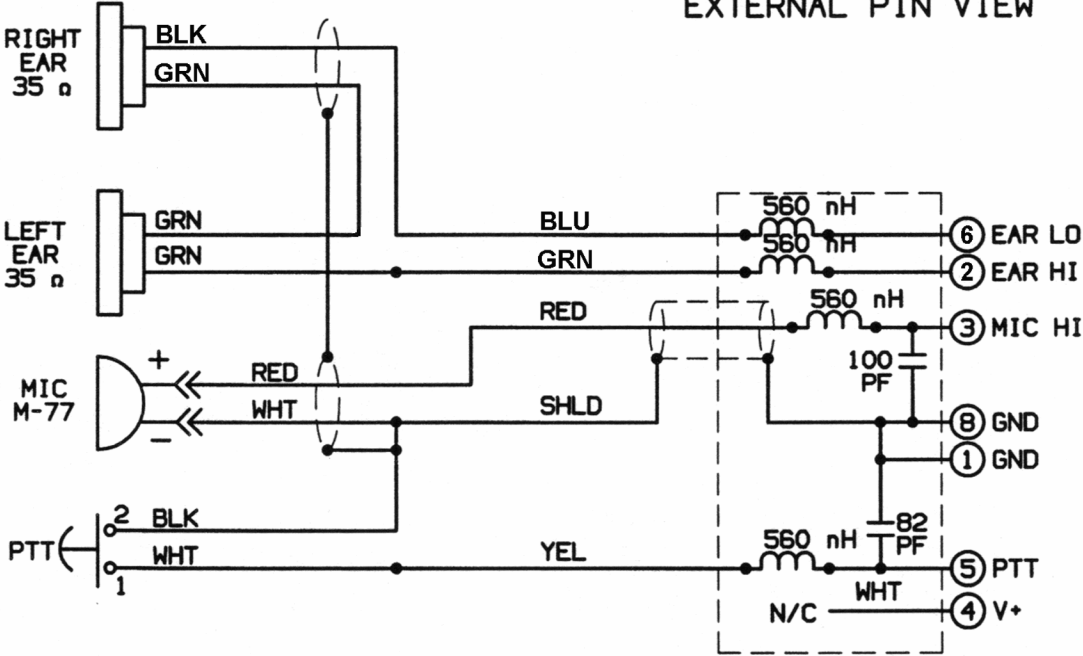 EXTERNAL PIN VIEW
RIGHT
EAR
35 Ω
BLK
GRN
LEFT
EAR
35 Ω
GRN
GRN
BLU
GRN
560 nH
560 nH
6 EAR LO
2 EAR HI
RED
560 nH
3 MIC HI
100
PF
MIC
M-77
+
−
RED
WHT
SHLD
8 GND
1 GND
82
PF
PTT
2
BLK
WHT
1
YEL
560 nH
5 PTT
WHT
N/C
4 V+